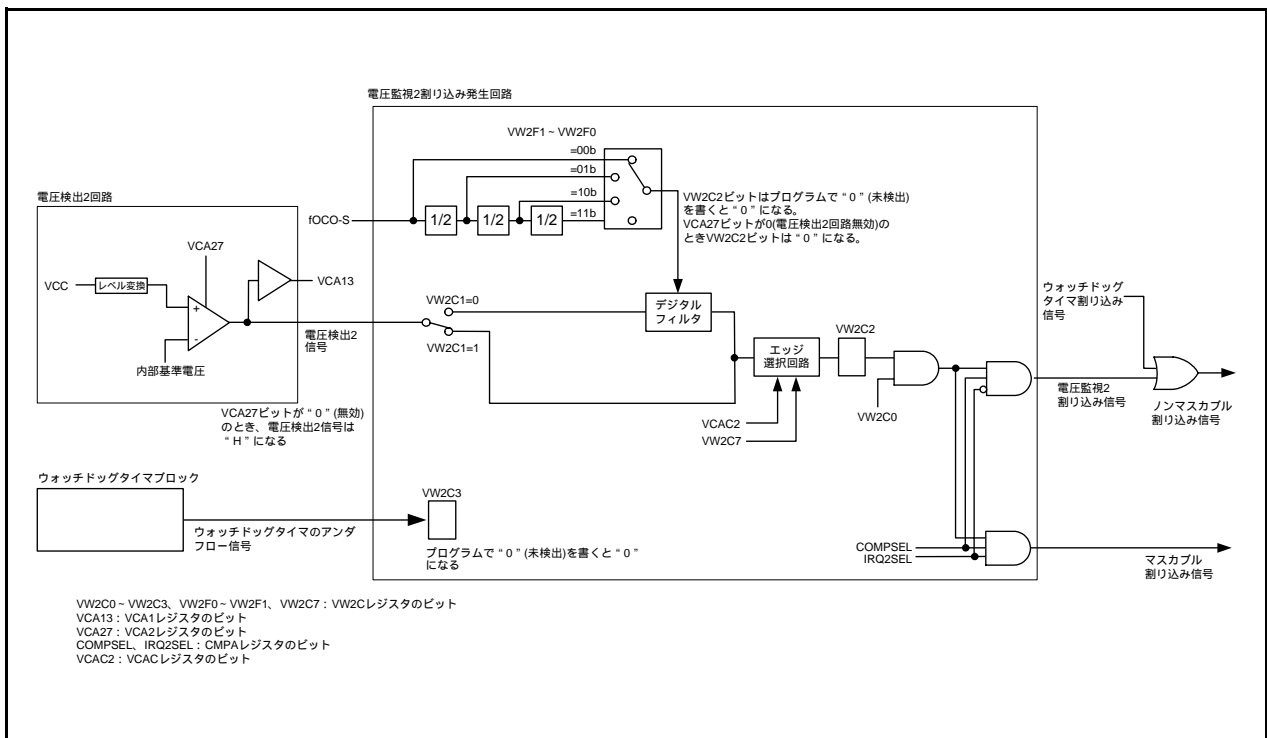 電圧監視2割り込み発生回路
VW2F1 ~ VW2F0
=00b
=01b
=10b
=11b
fOCO-S
1/2
1/2
1/2
VW2C2ビットはプログラムで“0”(未検出)
を書くと“0”になる。
VCA27ビットが0(電圧検出2回路無効)の
ときVW2C2ビットは“0”になる。
電圧検出2回路
VCA27
VCC
レベル変換
+
-
内部基準電圧
VCA13
電圧検出2
信号
VCA27ビットが“0”(無効)
のとき、電圧検出2信号は
“H”になる
VW2C1=0
VW2C1=1
デジタル
フィルタ
エッジ
選択回路
VCAC2
VW2C7
VW2C2
VW2C0
ウォッチドッグ
タイマ割り込み
信号
電圧監視2
割り込み信号
ノンマスカブル
割り込み信号
ウォッチドッグタイマブロック
ウォッチドッグタイマのアンダ
フロー信号
VW2C3
プログラムで“0”(未検出)を書くと“0”
になる
COMPSEL
IRQ2SEL
マスカブル
割り込み信号
VW2C0 ~ VW2C3、VW2F0 ~ VW2F1、VW2C7 : VW2Cレジスタのビット
VCA13 : VCA1レジスタのビット
VCA27 : VCA2レジスタのビット
COMPSEL、IRQ2SEL : CMPAレジスタのビット
VCAC2 : VCACレジスタのビット